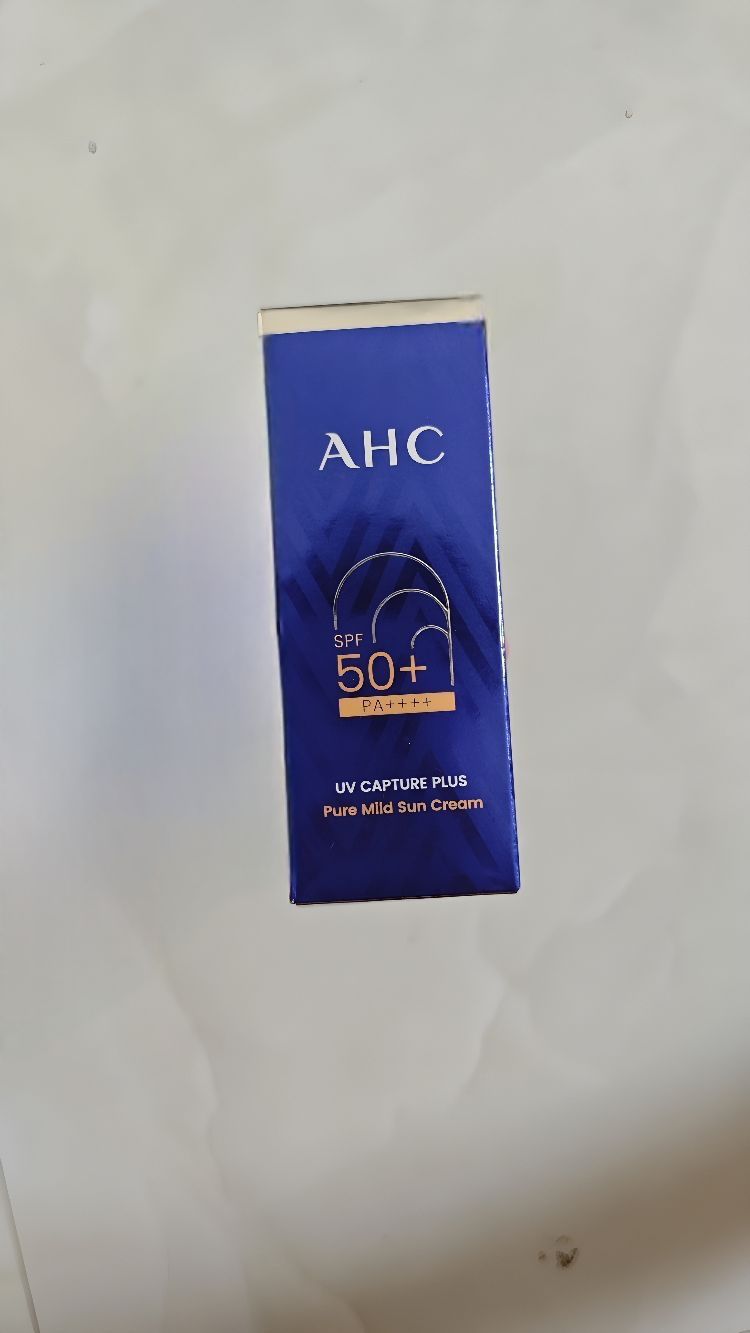 AHC
SPF
50+
PA++++
UV CAPTURE PLUS
Pure Mild Sun Cream